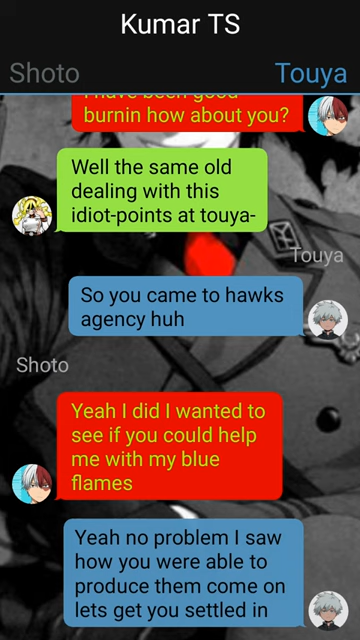 Kumar TS
Shoto
Touya
I have been good
burnin how about you?
Well the same old
dealing with this
idiot-points at touya-
Touya
So you came to hawks
agency huh
Shoto
Yeah I did I wanted to
see if you could help
me with my blue
flames
Yeah no problem I saw
how you were able to
produce them come on
lets get you settled in